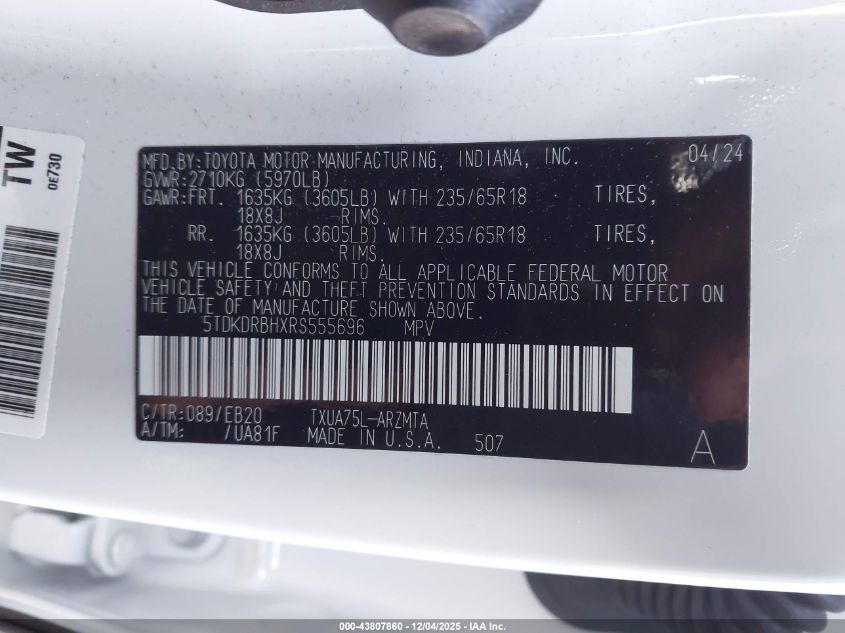 MFD.BY:TOYOTA MOTOR MANUFACTURING, INDIANA, INC. 04/24
GVWR:2710KG (5970LB)
GAWR:FRT. 1635KG (3605LB) WITH 235/65R18 TIRES,
18X8J RIMS.
RR. 1635KG (3605LB) WITH 235/65R18 TIRES,
18X8J RIMS.
THIS VEHICLE CONFORMS TO ALL APPLICABLE FEDERAL MOTOR
VEHICLE SAFETY AND THEFT PREVENTION STANDARDS IN EFFECT ON
THE DATE OF MANUFACTURE SHOWN ABOVE.
5TDKDRBHXRS555696 MPV
C/TR:089/EB20 TXUA75L-ARZMTA
A/TM: /UA81F MADE IN U.S.A. 507
A
TW
0E730
000-43807860 - 12/04/2025 - IAA Inc.